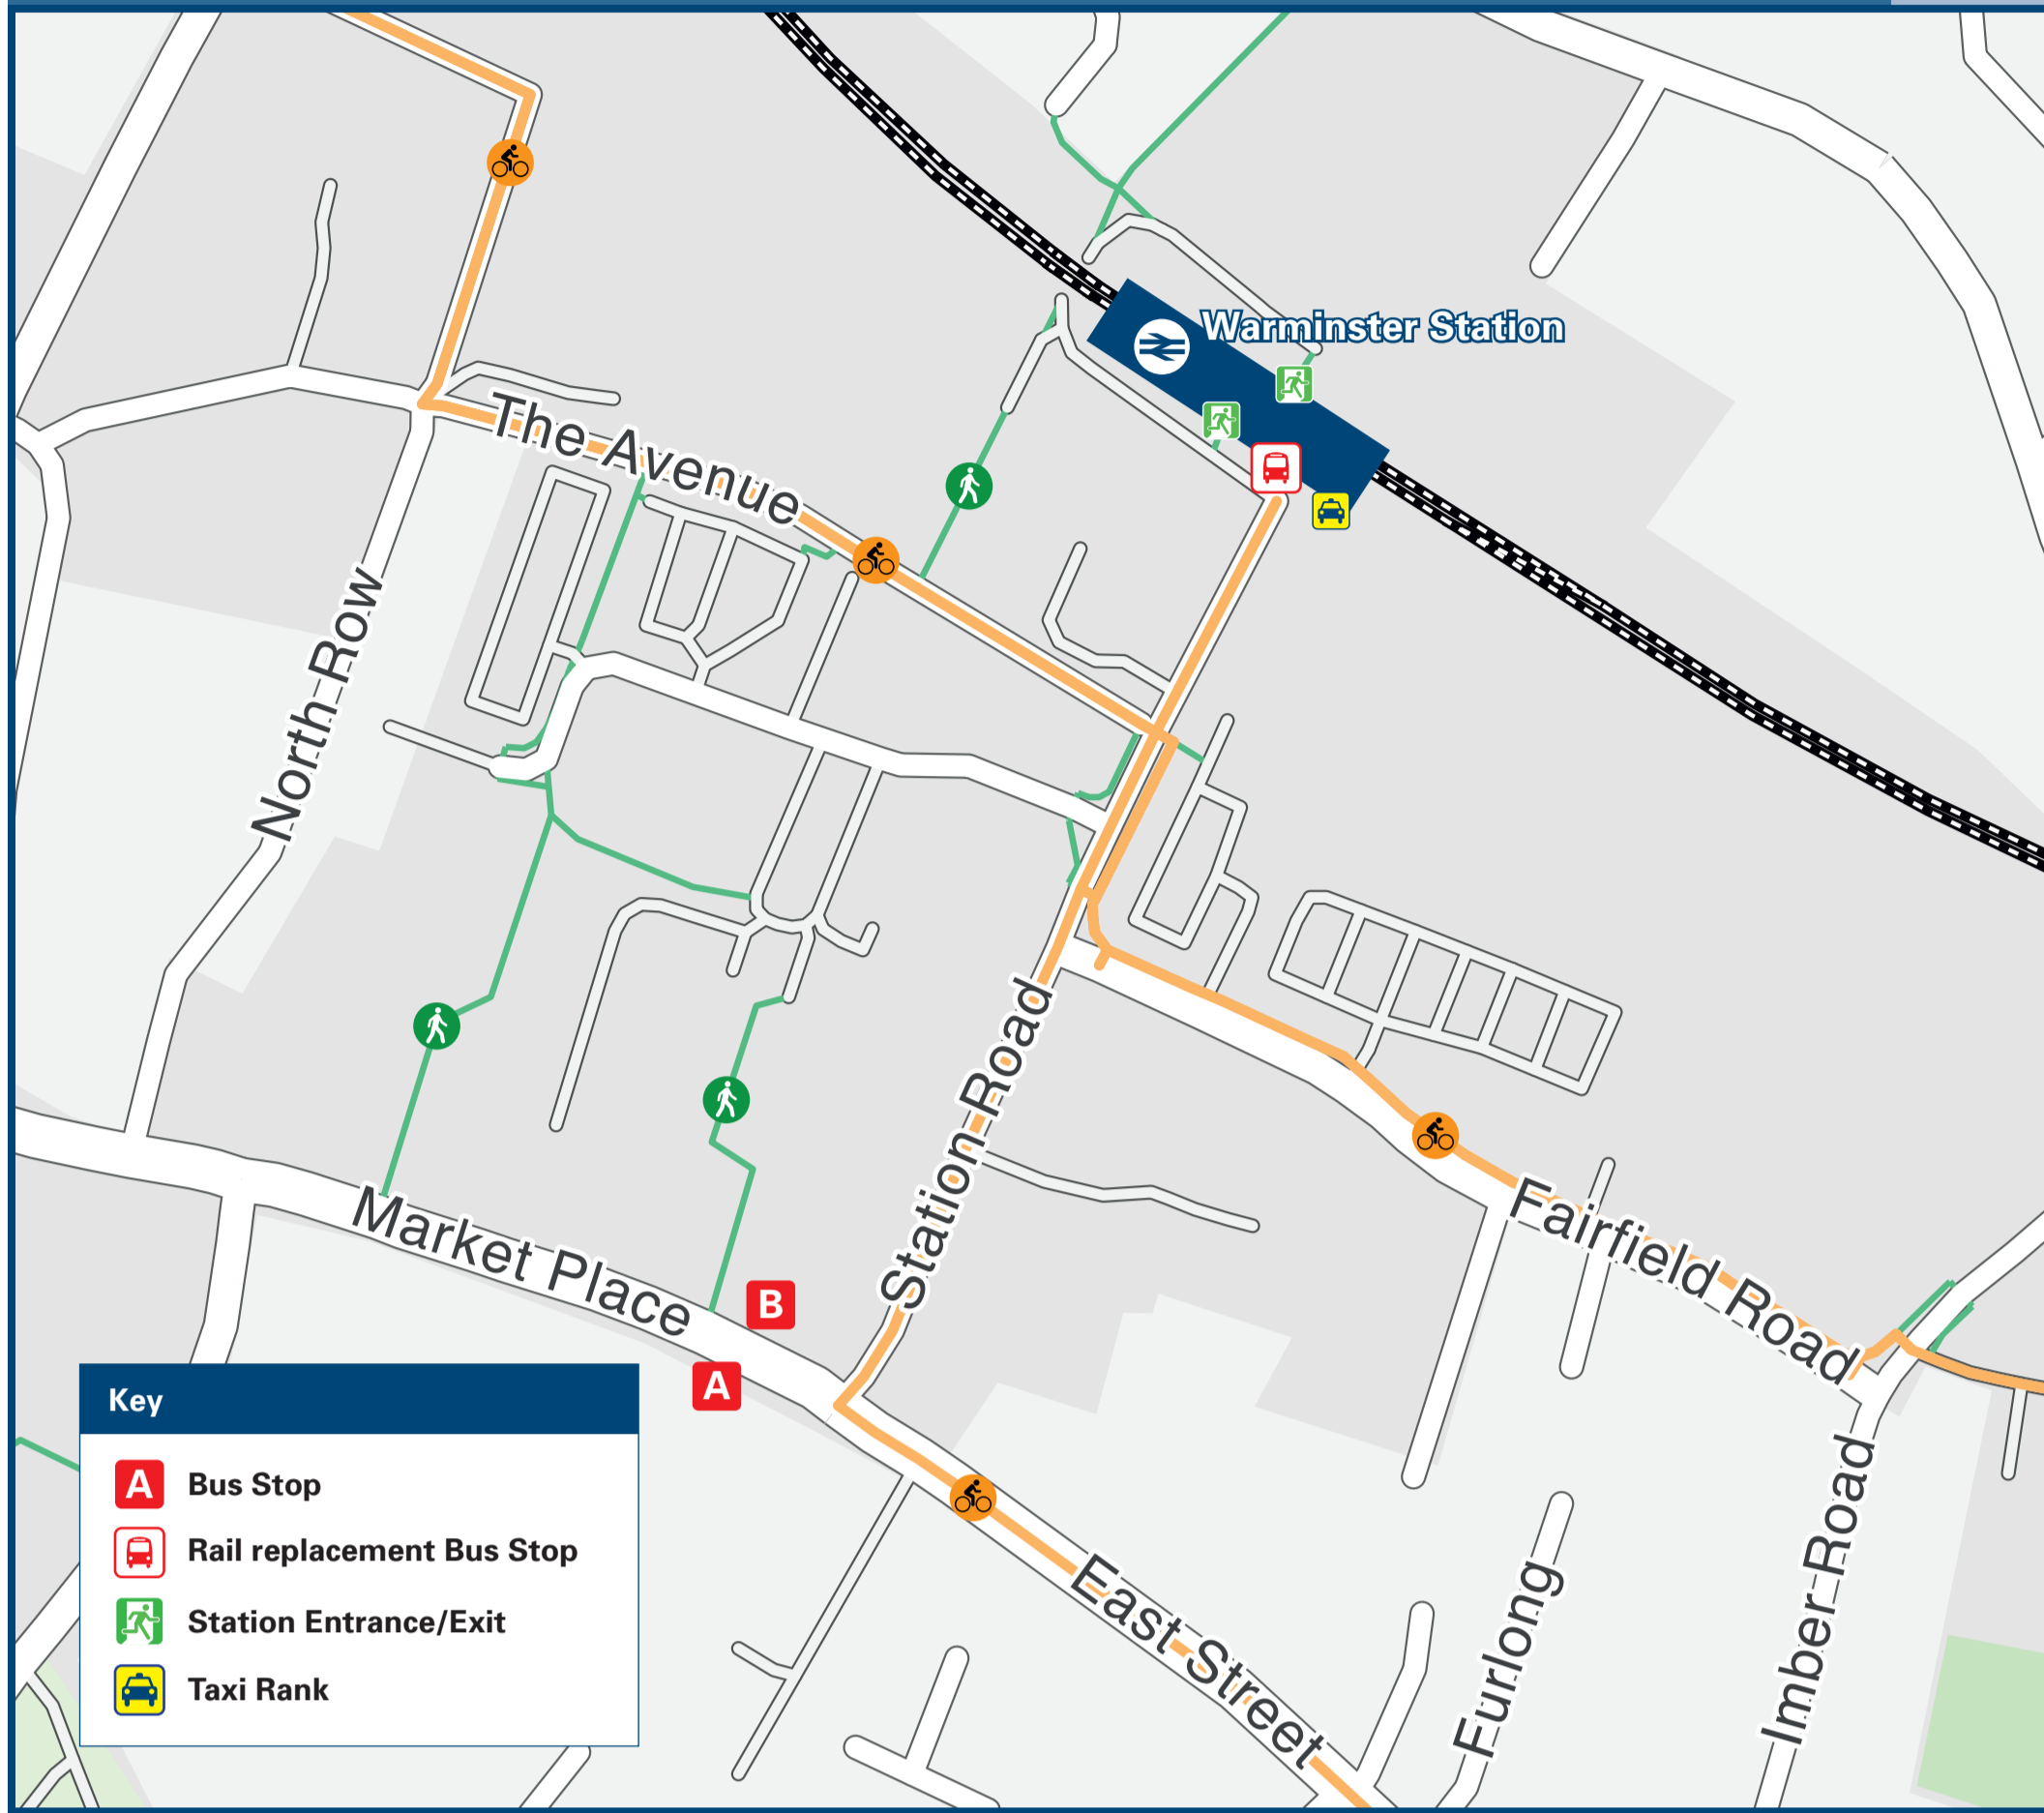 Warminster Station
The Avenue
North Row
Station Road
Market Place
Fairfield Road
B
A
East Street
Furlong
Imber Road
Key
A Bus Stop
Rail replacement Bus Stop
Station Entrance/Exit
Taxi Rank